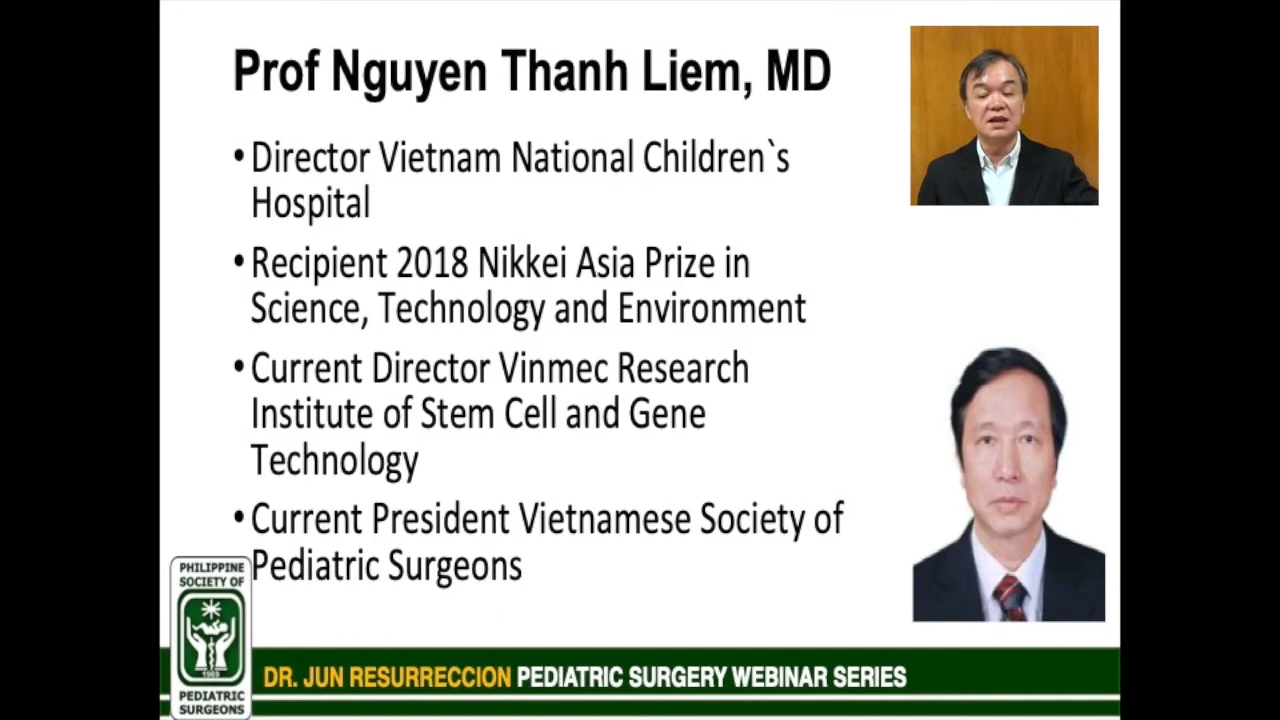 Prof Nguyen Thanh Liem, MD
• Director Vietnam National Children`s
Hospital
• Recipient 2018 Nikkei Asia Prize in
Science, Technology and Environment
• Current Director Vinmec Research
Institute of Stem Cell and Gene
Technology
• Current President Vietnamese Society of
Pediatric Surgeons
PHILIPPINE
SOCIETY OF
1969
PEDIATRIC
SURGEONS
DR. JUN RESURRECCION PEDIATRIC SURGERY WEBINAR SERIES